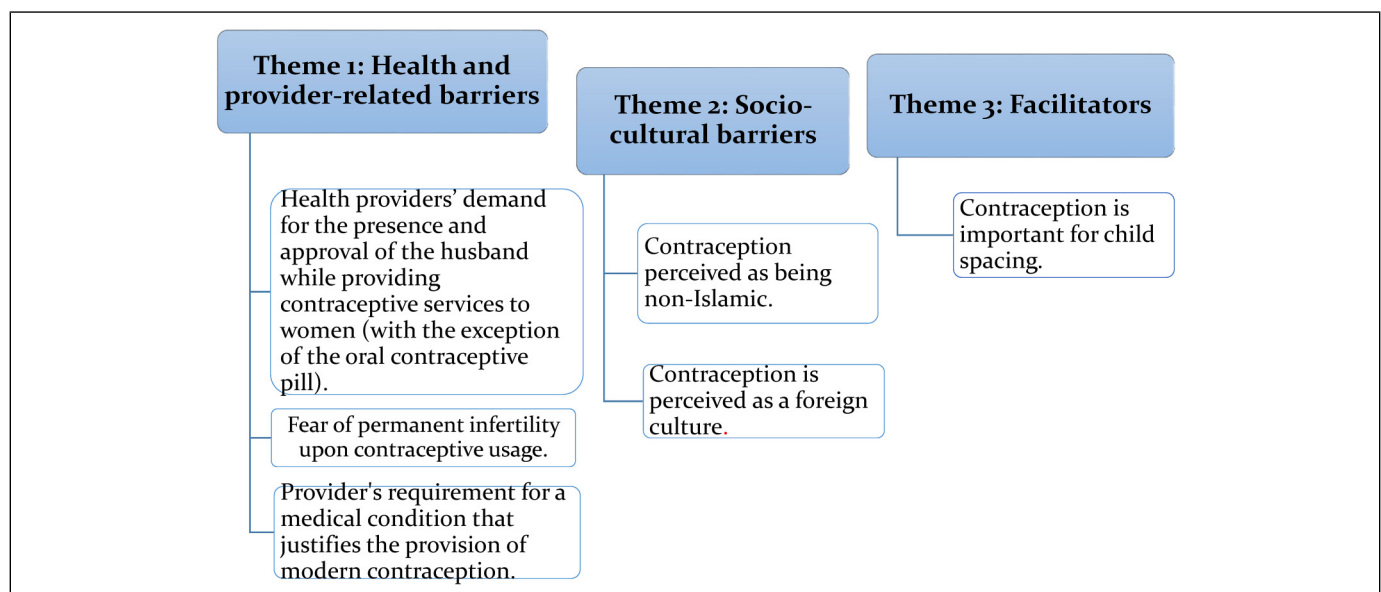 Theme 1: Health and
provider-related barriers
Health providers’ demand
for the presence and
approval of the husband
while providing
contraceptive services to
women (with the exception
of the oral contraceptive
pill).
Fear of permanent infertility
upon contraceptive usage.
Provider's requirement for a
medical condition that
justifies the provision of
modern contraception.
Theme 2: Socio-
cultural barriers
Contraception
perceived as being
non-Islamic.
Contraception is
perceived as a foreign
culture.
Theme 3: Facilitators
Contraception is
important for child
spacing.